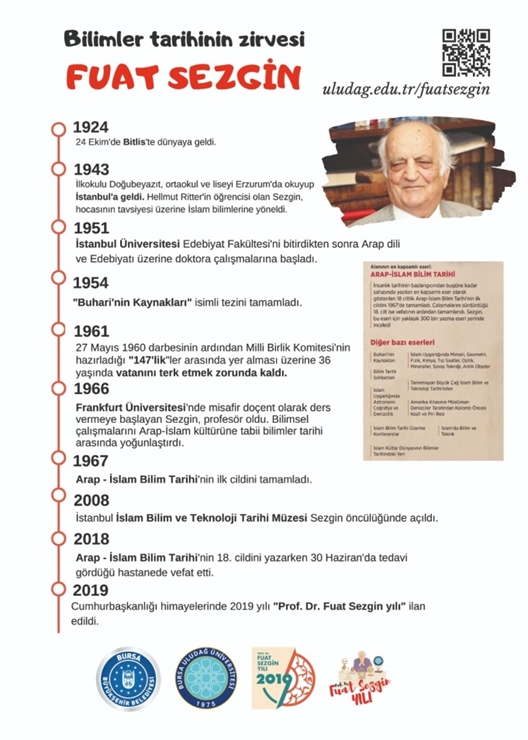 Bilimler tarihinin zirvesi
FUAT SEZGİN
uludag.edu.tr/fuatsezgin
1924
24 Ekim'de Bitlis'te dünyaya geldi.
1943
İlkokulu Doğubeyazıt, ortaokul ve liseyi Erzurum'da okuyup
İstanbul'a geldi. Hellmut Ritter'in öğrencisi olan Sezgin,
hocasının tavsiyesi üzerine İslam bilimlerine yöneldi.
1951
İstanbul Üniversitesi Edebiyat Fakültesi'ni bitirdikten sonra Arap dili
ve Edebiyatı üzerine doktora çalışmalarına başladı.
1954
"Buhari'nin Kaynakları" isimli tezini tamamladı.
1961
27 Mayıs 1960 darbesinin ardından Milli Birlik Komitesi'nin
hazırladığı "147'lik"ler arasında yer alması üzerine 36
yaşında vatanını terk etmek zorunda kaldı.
1966
Frankfurt Üniversitesi'nde misafir doçent olarak ders
vermeye başlayan Sezgin, profesör oldu. Bilimsel
çalışmalarını Arap-İslam kültürüne tabii bilimler tarihi
arasında yoğunlaştırdı.
1967
Arap - İslam Bilim Tarihi'nin ilk cildini tamamladı.
2008
İstanbul İslam Bilim ve Teknoloji Tarihi Müzesi Sezgin öncülüğünde açıldı.
2018
Arap - İslam Bilim Tarihi'nin 18. cildini yazarken 30 Haziran'da tedavi
gördüğü hastanede vefat etti.
2019
Cumhurbaşkanlığı himayelerinde 2019 yılı "Prof. Dr. Fuat Sezgin yılı" ilan
edildi.
Alanının en kapsamlı eseri:
ARAP-İSLAM BİLİM TARİHİ
İnsanlık tarihinin başlangıcından bugüne kadar
sahasında yazılan en kapsamlı eser olarak
gösterilen 18 ciltlik Arap-İslam Bilim Tarihi'nin ilk
cildini 1967'de tamamladı. Çalışmalarını sürdürdüğü
18. cilt ise vefatının ardından tamamlandı. Sezgin,
bu eseri için yaklaşık 300 bin yazma eseri yerinde
inceledi
Diğer bazı eserleri
Buhari'nin
Kaynakları
Bilim Tarih
Sohbetleri
İslam
Uygarlığında
Astronomi
Coğrafya ve
Denizcilik
İslam Uygarlığında Mimari, Geometri,
Fizik, Kimya, Tıp Saatler, Optik,
Mineraller, Savaş Tekniği, Antik Objeler
Tanınmayan Büyük Çağ İslam Bilim ve
Teknoloji Tarihi'nden
Amerika Kıtasının Müslüman
Denizciler Tarafından Kolomb Öncesi
Keşfi ve Piri Reis
İslam Bilim Tarihi Üzerine
Konferanslar
İslam'da Bilim ve
Teknik
İslam Kültür Dünyasının Bilimler
Tarihindeki Yeri
BURSA
BÜYÜKŞEHİR BELEDİYESİ
BURSA ULUDAĞ ÜNİVERSİTESİ
1975
PROF. DR.
FUAT
SEZGİN
YILI
2019
Prof. Dr.
Fuat Sezgin
YILI